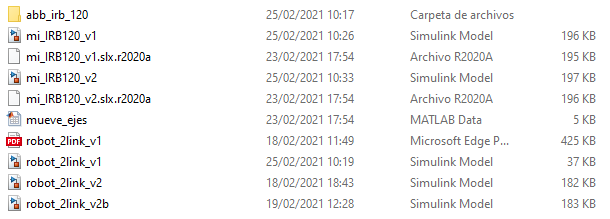 abb_irb_120 25/02/2021 10:17 Carpeta de archivos
mi_IRB120_v1 25/02/2021 10:26 Simulink Model 196 KB
mi_IRB120_v1.slx.r2020a 23/02/2021 17:54 Archivo R2020A 195 KB
mi_IRB120_v2 25/02/2021 10:33 Simulink Model 197 KB
mi_IRB120_v2.slx.r2020a 23/02/2021 17:54 Archivo R2020A 196 KB
mueve_ejes 23/02/2021 17:54 MATLAB Data 5 KB
PDF robot_2link_v1 18/02/2021 11:49 Microsoft Edge P... 425 KB
robot_2link_v1 25/02/2021 10:19 Simulink Model 37 KB
robot_2link_v2 18/02/2021 18:43 Simulink Model 182 KB
robot_2link_v2b 19/02/2021 12:28 Simulink Model 183 KB